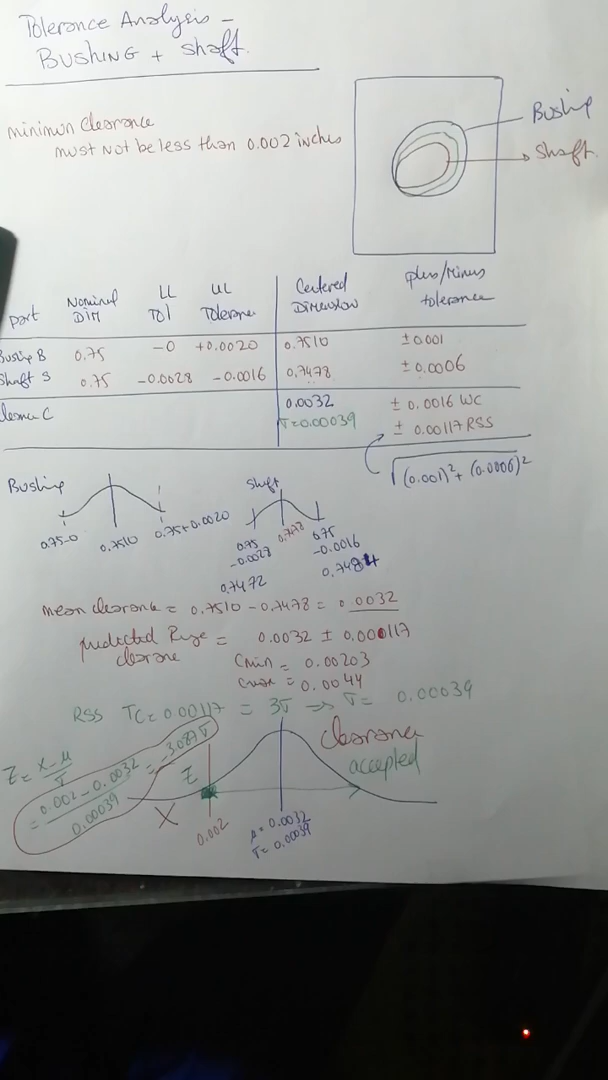 Tolerance Analysis -
BUSHING + Shaft.
minimum clearance
must not be less than 0.002 inches
Bushing
Shaft.
Part Nominal DIM LL Tol UL Tolerance Centered Dimension plus/Minus tolerance
Bushing B 0.75 -0 +0.0020 0.7510 ±0.001
Shaft S 0.75 -0.0028 -0.0016 0.7478 ±0.0006
Clearance C 0.0032 ± 0.0016 WC
σ=0.00039 ± 0.00117 RSS
√(0.001)²+(0.0006)²
Bushing
0.75-0 0.7510 0.75+0.0020
Shaft
0.75 -0.0028 0.7472
0.7478
0.75 -0.0016 0.7484
mean clearance = 0.7510 - 0.7478 = 0.0032
predicted Range clearance = 0.0032 ± 0.000117
Cmin = 0.00203
Cmax = 0.0044
RSS Tc = 0.00117 = 3σ => σ = 0.00039
Z = x-μ/σ
= 0.002 - 0.0032/0.00039 = -3.087σ
Z
clearance
accepted
X
0.002
μ = 0.0032
σ = 0.00039